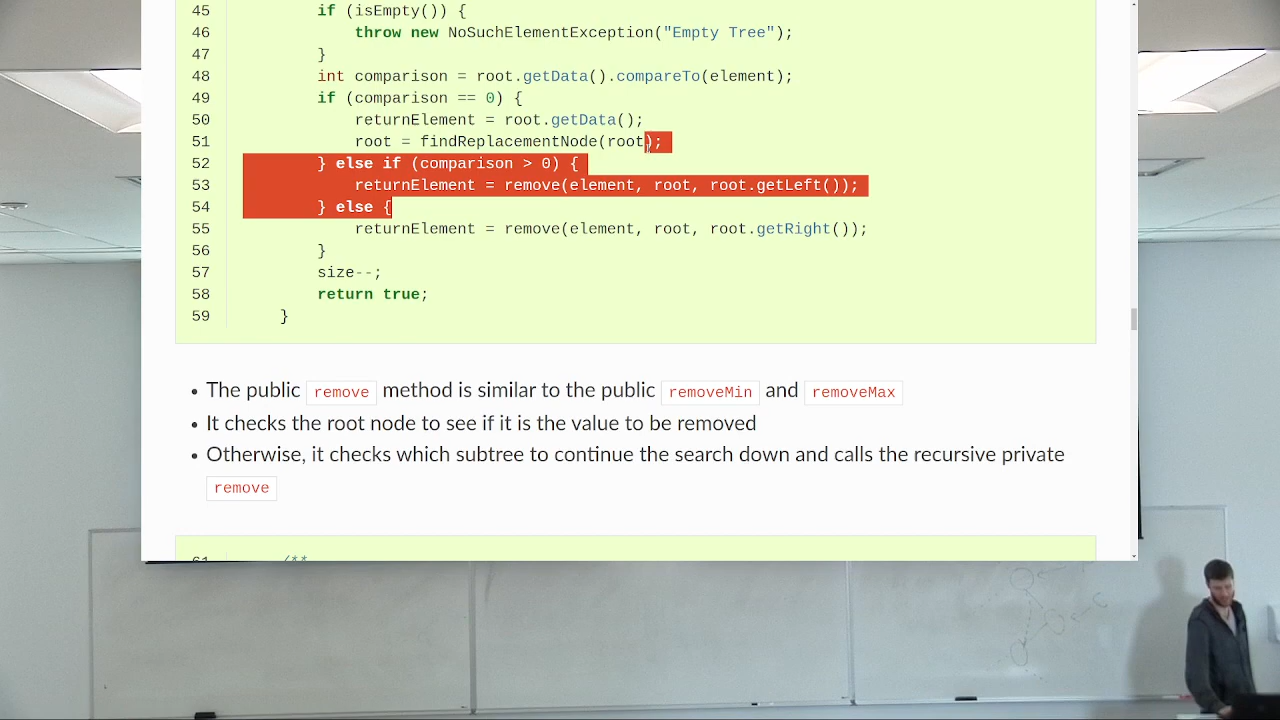 45 if (isEmpty()) {
46 throw new NoSuchElementException("Empty Tree");
47 }
48 int comparison = root.getData().compareTo(element);
49 if (comparison == 0) {
50 returnElement = root.getData();
51 root = findReplacementNode(root);
52 } else if (comparison > 0) {
53 returnElement = remove(element, root, root.getLeft());
54 } else {
55 returnElement = remove(element, root, root.getRight());
56 }
57 size--;
58 return true;
59 }
• The public remove method is similar to the public removeMin and removeMax
• It checks the root node to see if it is the value to be removed
• Otherwise, it checks which subtree to continue the search down and calls the recursive private
remove
61 /**